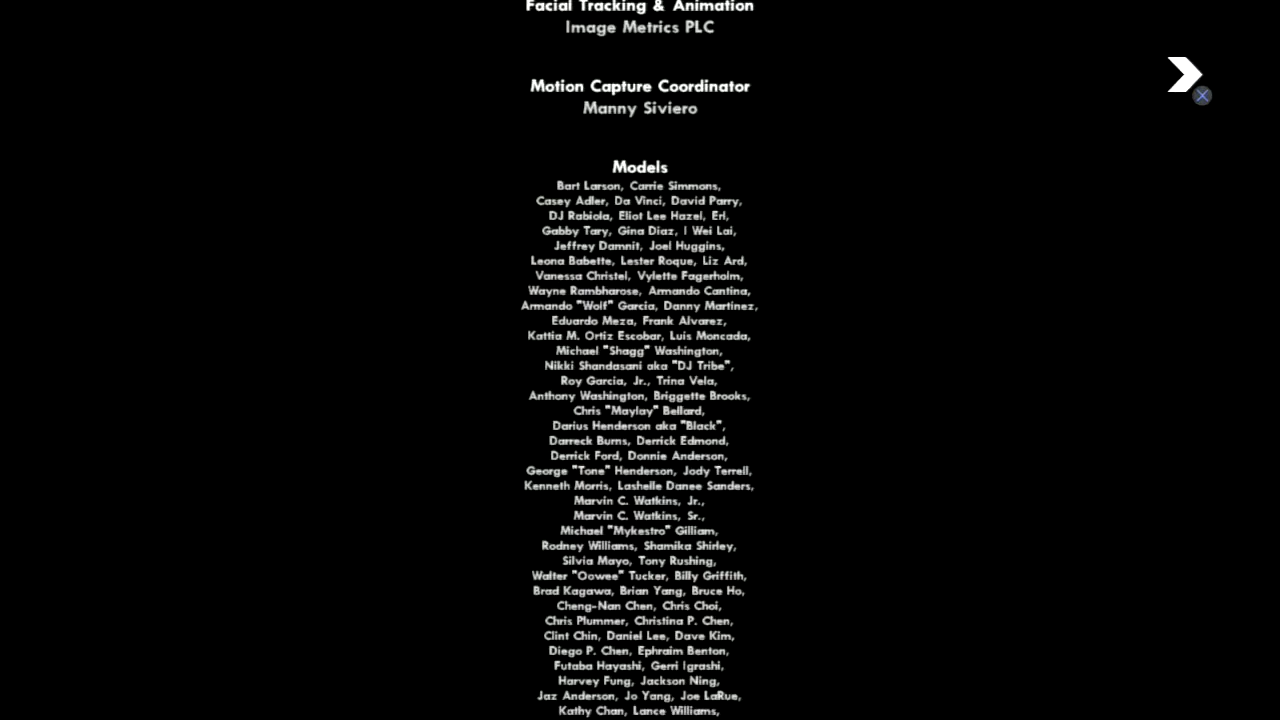 Facial Tracking & Animation
Image Metrics PLC
Motion Capture Coordinator
Manny Siviero
Models
Bart Larson, Carrie Simmons,
Casey Adler, Da Vinci, David Parry,
DJ Rabiola, Eliot Lee Hazel, Erl,
Gabby Tary, Gina Diaz, I Wei Lai,
Jeffrey Damnit, Joel Huggins,
Leona Babette, Lester Roque, Liz Ard,
Vanessa Christel, Vylette Fagerholm,
Wayne Rambharose, Armando Cantina,
Armando "Wolf" Garcia, Danny Martinez,
Eduardo Meza, Frank Alvarez,
Kattia M. Ortiz Escobar, Luis Moncada,
Michael "Shagg" Washington,
Nikki Shandasani aka "DJ Tribe",
Roy Garcia, Jr., Trina Vela,
Anthony Washington, Briggette Brooks,
Chris "Maylay" Bellard,
Darius Henderson aka "Black",
Darreck Burns, Derrick Edmond,
Derrick Ford, Donnie Anderson,
George "Tone" Henderson, Jody Terrell,
Kenneth Morris, Lashelle Danee Sanders,
Marvin C. Watkins, Jr.,
Marvin C. Watkins, Sr.,
Michael "Mykestro" Gilliam,
Rodney Williams, Shamika Shirley,
Silvia Mayo, Tony Rushing,
Walter "Oowee" Tucker, Billy Griffith,
Brad Kagawa, Brian Yang, Bruce Ho,
Cheng-Nan Chen, Chris Choi,
Chris Plummer, Christina P. Chen,
Clint Chin, Daniel Lee, Dave Kim,
Diego P. Chen, Ephraim Benton,
Futaba Hayashi, Gerri Igrashi,
Harvey Fung, Jackson Ning,
Jaz Anderson, Jo Yang, Joe LaRue,
Kathy Chan, Lance Williams,